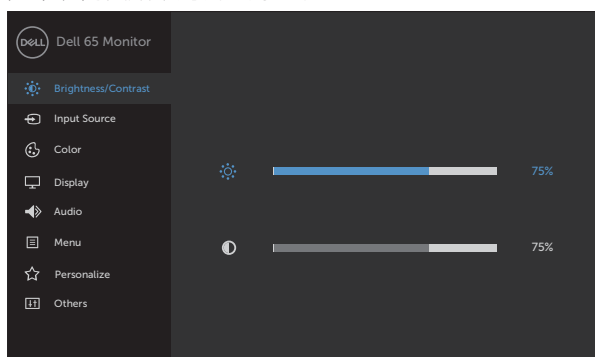 DELL
Dell 65 Monitor
Brightness/Contrast
Input Source
Color
75%
Display
Audio
Menu
75%
Personalize
Others